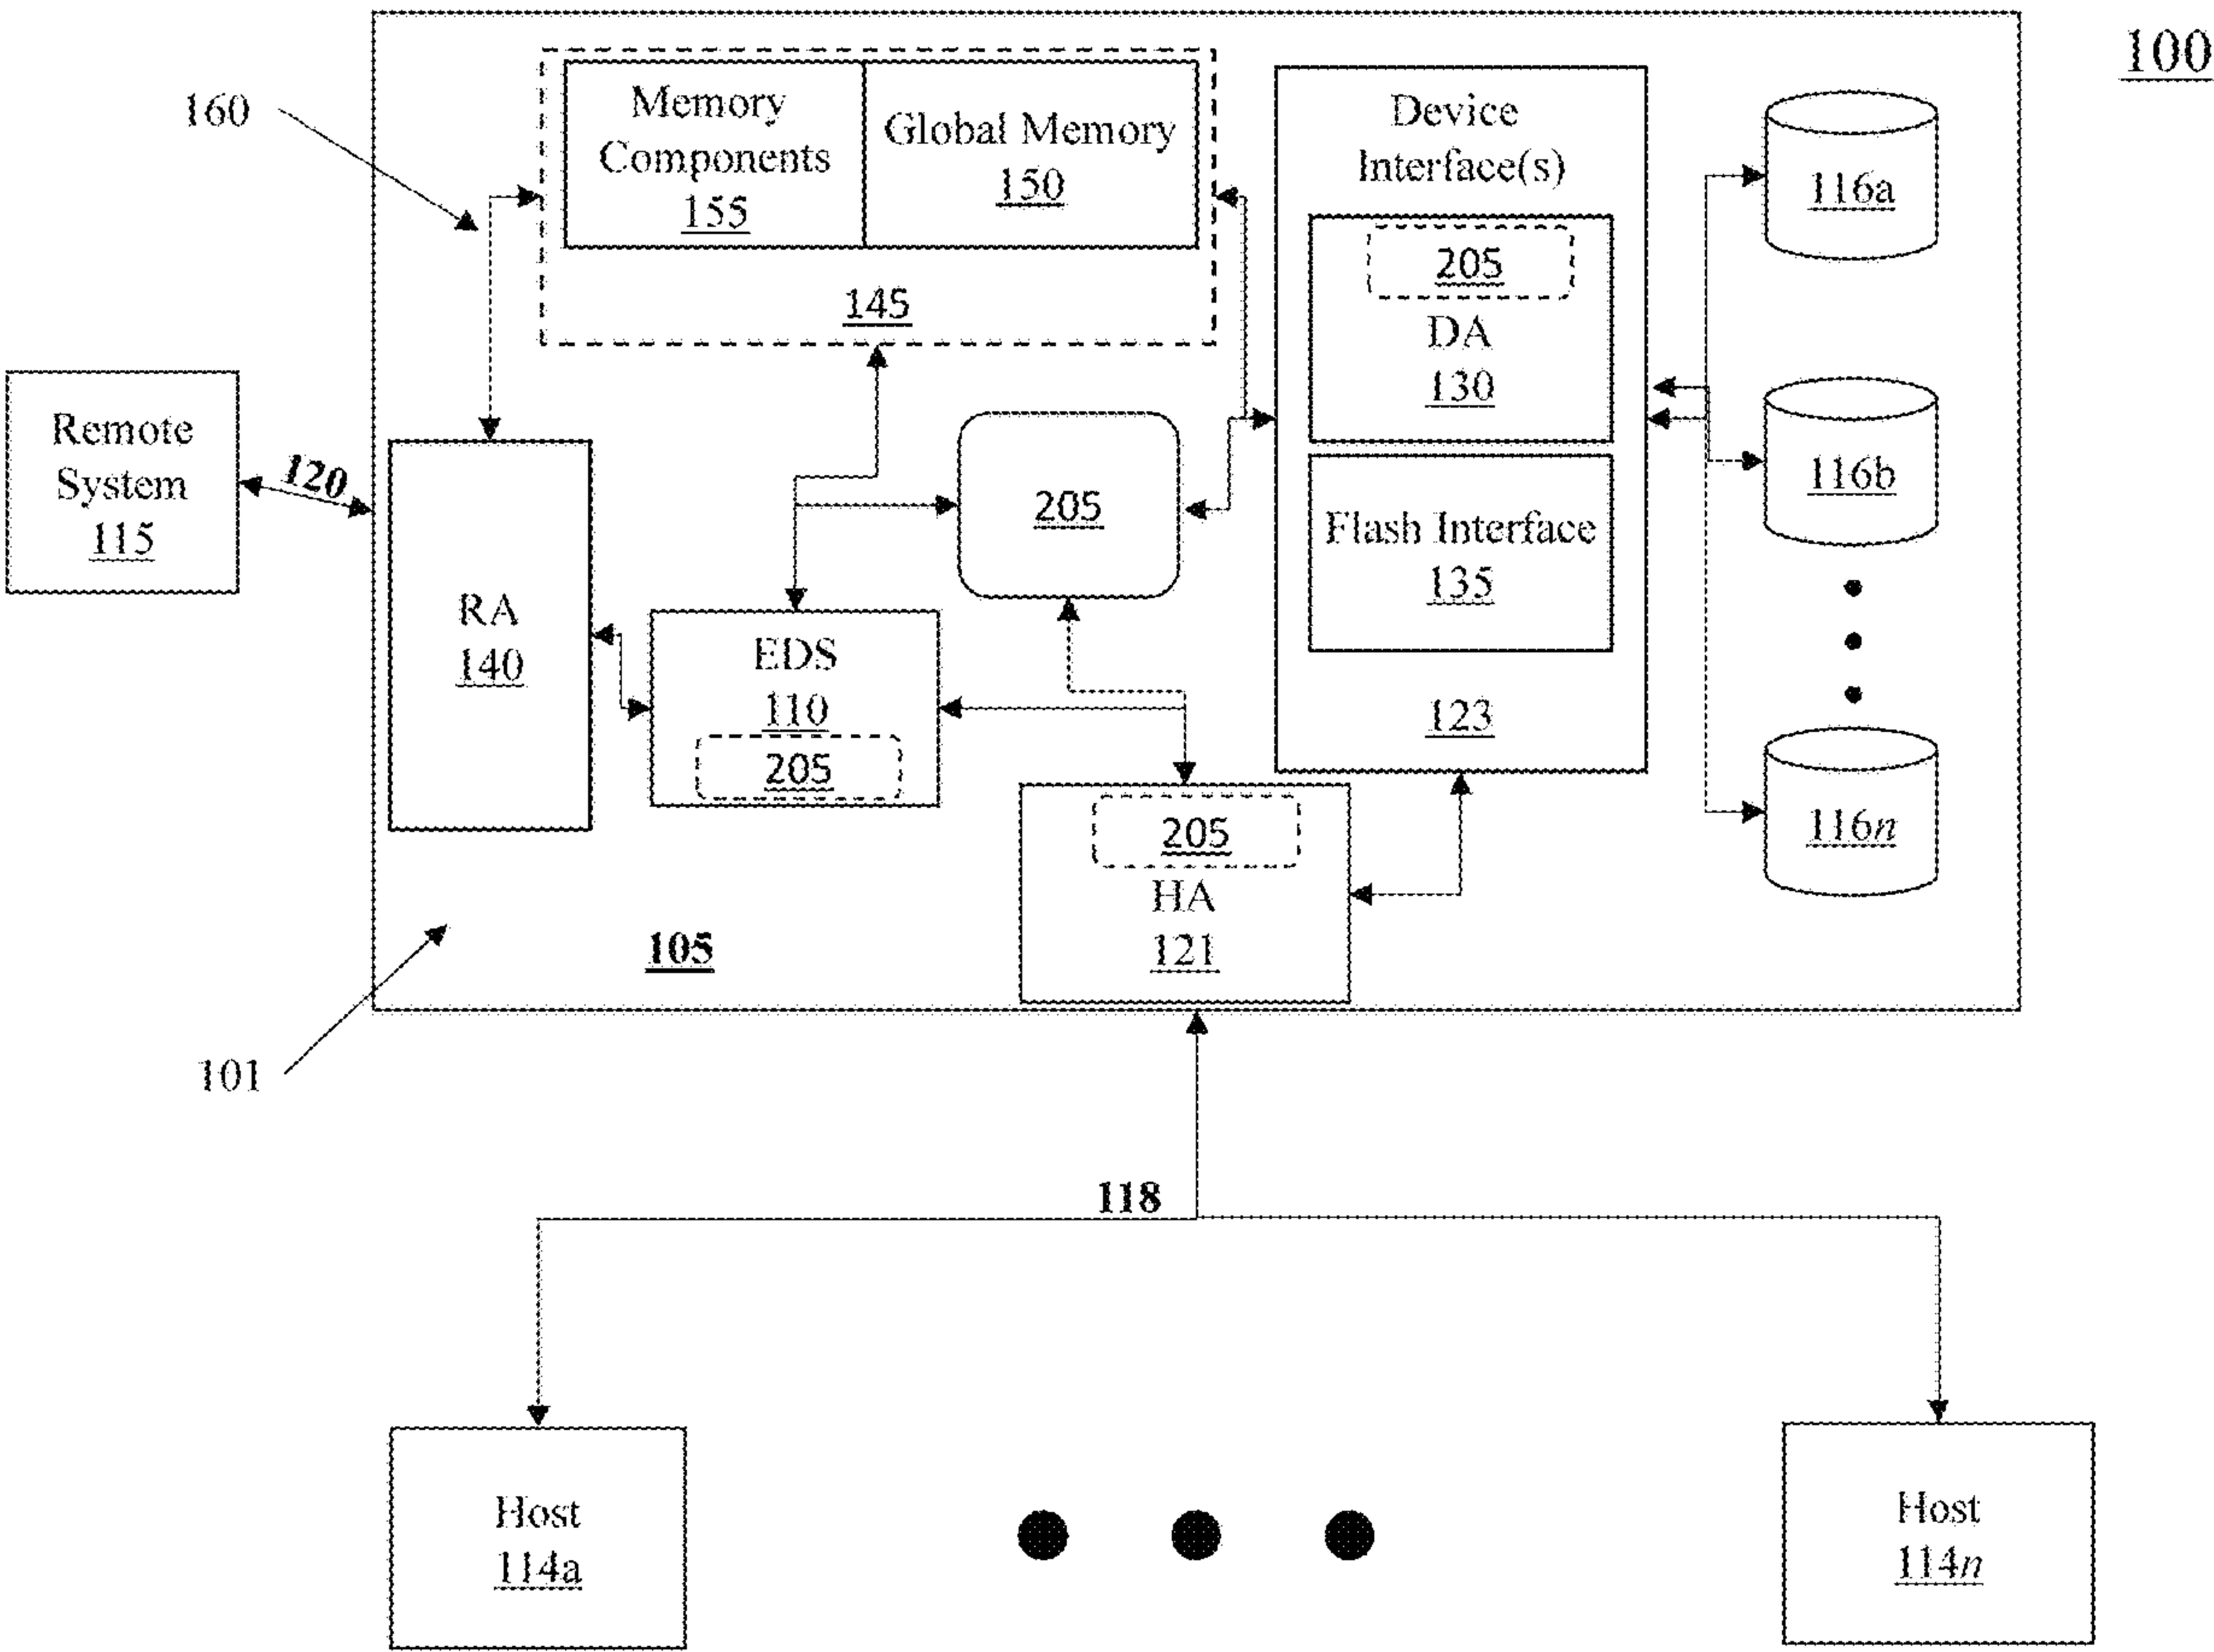 100
160
Memory
Components
155
Global Memory
150
145
Device
Interface(s)
205
DA
130
Flash Interface
135
123
116a
116b
116n
Remote
System
115
120
RA
140
205
EDS
110
205
205
HA
121
105
101
118
Host
114a
Host
114n